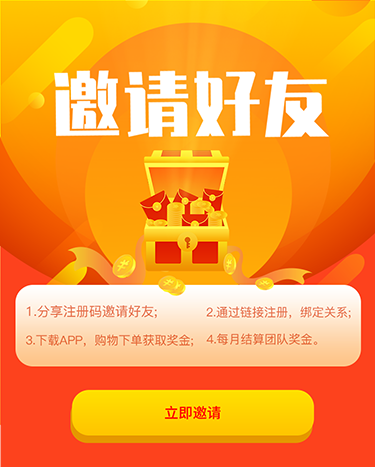 邀请好友
1.分享注册码邀请好友;
2.通过链接注册，绑定关系;
3.下载APP，购物下单获取奖金;
4.每月结算团队奖金。
立即邀请